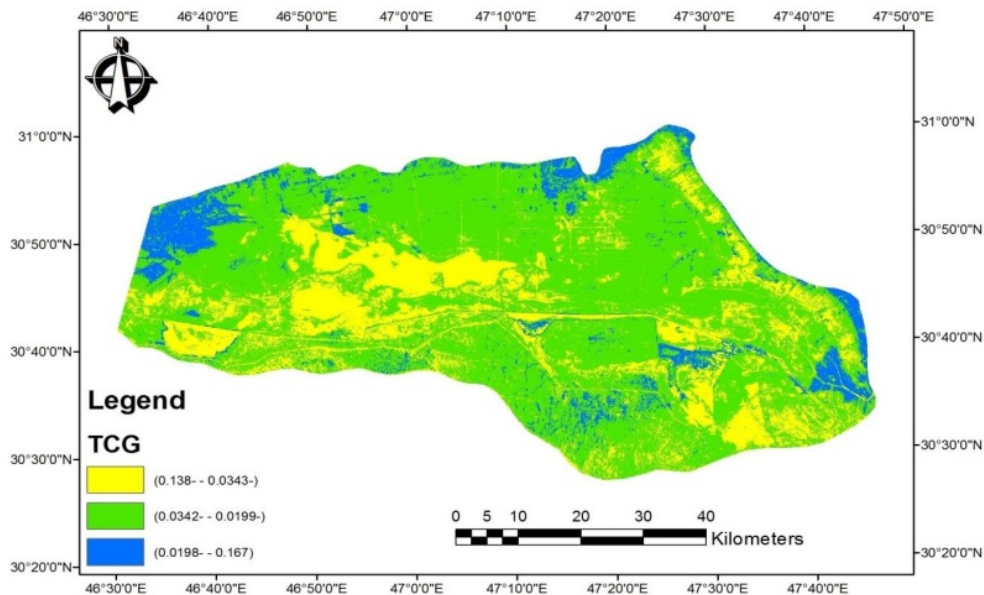 46°30'0"E 46°40'0"E 46°50'0"E 47°0'0"E 47°10'0"E 47°20'0"E 47°30'0"E 47°40'0"E 47°50'0"E
N
31°0'0"N 31°0'0"N
30°50'0"N 30°50'0"N
30°40'0"N 30°40'0"N
Legend
TCG
30°30'0"N 30°30'0"N
(0.138- - 0.0343-)
(0.0342- - 0.0199-)
(0.0198- - 0.167)
0 5 10 20 30 40
Kilometers
30°20'0"N 30°20'0"N
46°30'0"E 46°40'0"E 46°50'0"E 47°0'0"E 47°10'0"E 47°20'0"E 47°30'0"E 47°40'0"E